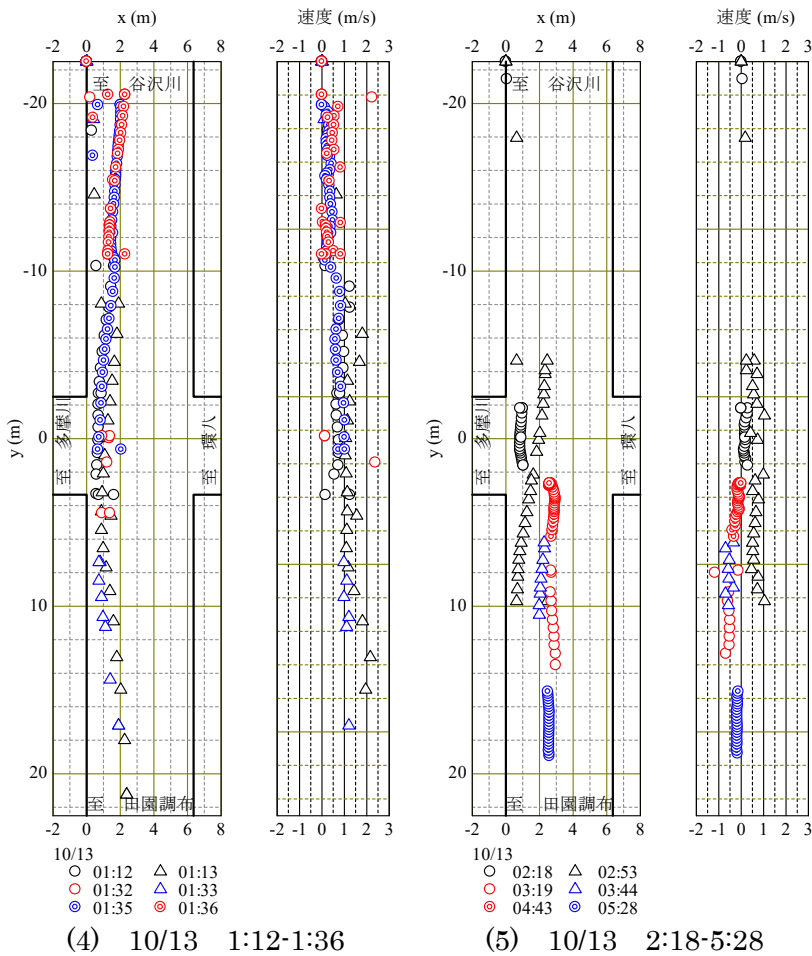 x (m) 速度 (m/s) x (m) 速度 (m/s)
-2 0 2 4 6 8 -2 -1 0 1 2 3 -2 0 2 4 6 8 -2 -1 0 1 2 3
至 谷沢川 至 谷沢川
-20 -20
-10 -10
y (m) 0 y (m) 0
至 多摩川 至 環八 至 多摩川 至 環八
10 10
20 20
至 田園調布 至 田園調布
-2 0 2 4 6 8 -2 -1 0 1 2 3 -2 0 2 4 6 8 -2 -1 0 1 2 3
10/13 10/13
01:12 01:13 02:18 02:53
01:32 01:33 03:19 03:44
01:35 01:36 04:43 05:28
(4) 10/13 1:12-1:36 (5) 10/13 2:18-5:28